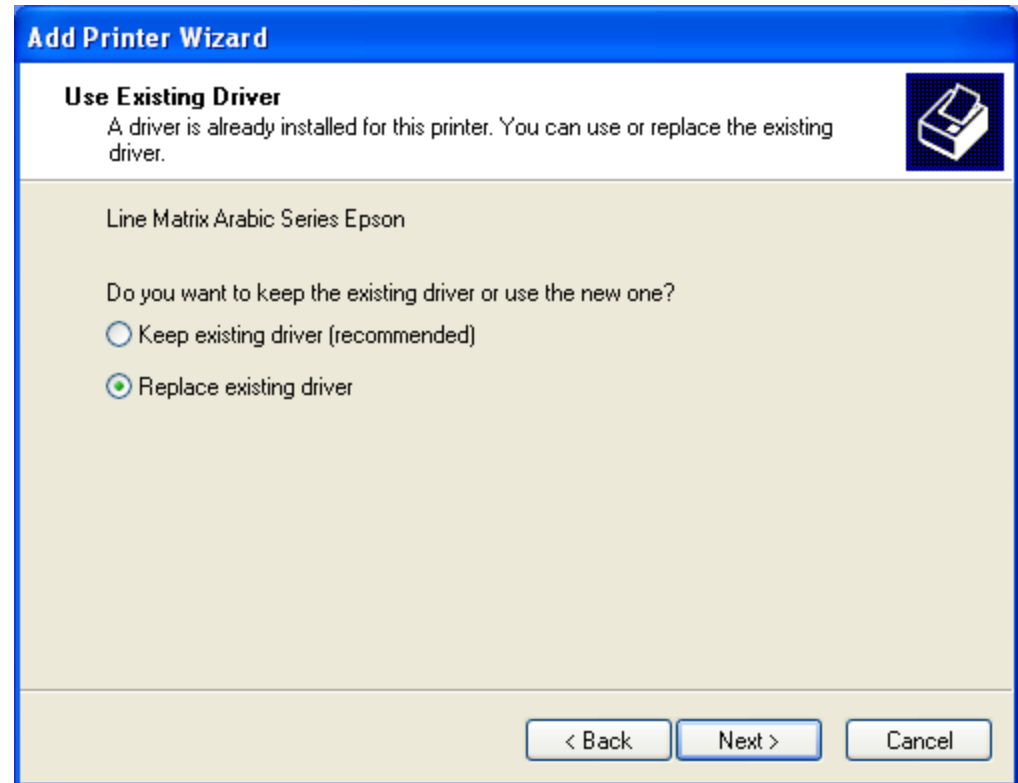 Add Printer Wizard
Use Existing Driver
A driver is already installed for this printer. You can use or replace the existing
driver.
Line Matrix Arabic Series Epson
Do you want to keep the existing driver or use the new one?
Keep existing driver (recommended)
Replace existing driver
< Back Next > Cancel